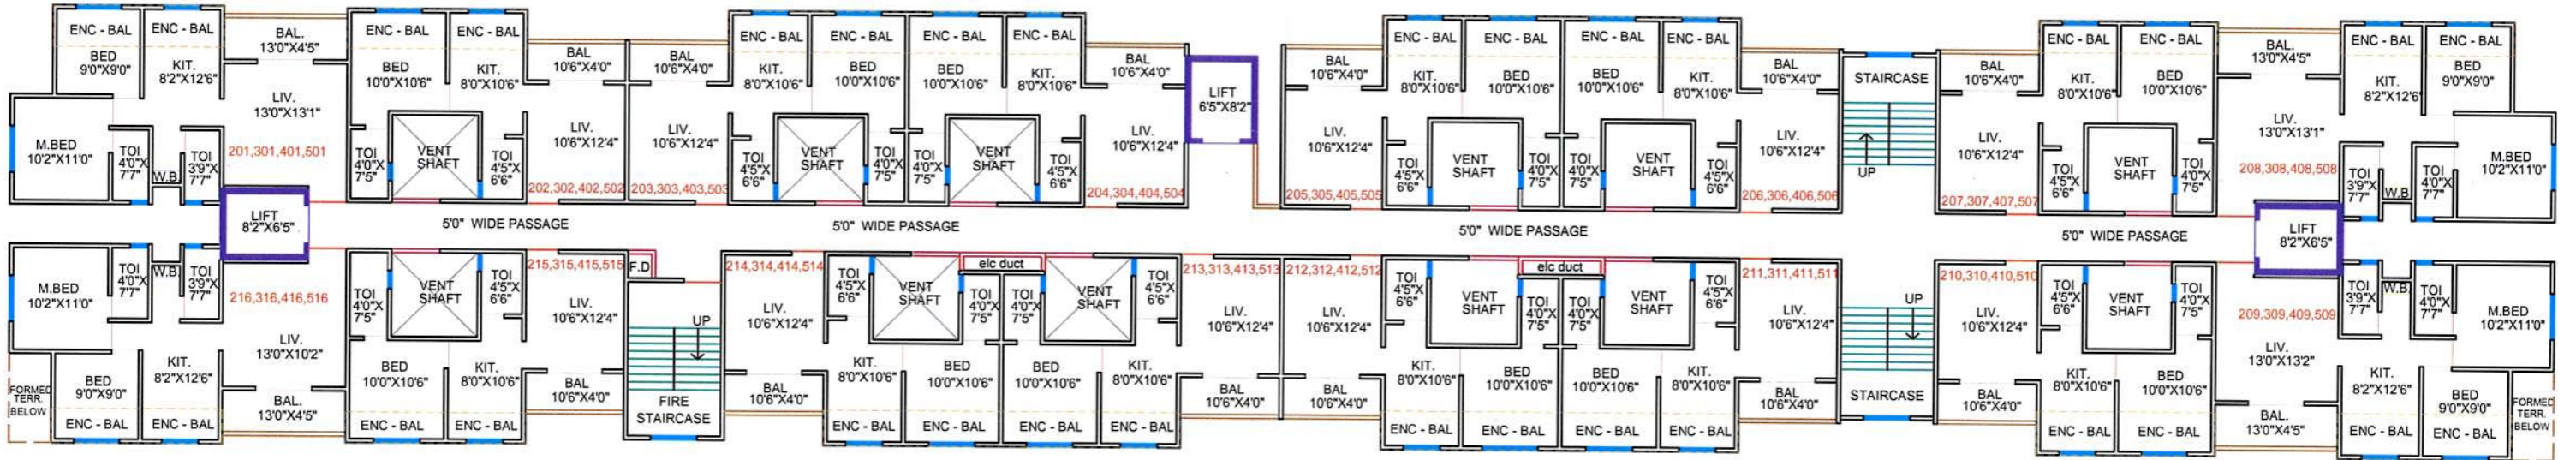 ENC - BAL
BED
9'0"X9'0"
ENC - BAL
KIT.
8'2"X12'6"
BAL.
13'0"X4'5"
LIV.
13'0"X13'1"
M.BED
10'2"X11'0"
TOI
4'0"X
7'7"
W.B.
TOI
3'9"X
7'7"
201,301,401,501
ENC - BAL
BED
10'0"X10'6"
ENC - BAL
KIT.
8'0"X10'6"
TOI
4'0"X
7'5"
VENT
SHAFT
TOI
4'5"X
6'6"
BAL
10'6"X4'0"
LIV.
10'6"X12'4"
202,302,402,502
BAL
10'6"X4'0"
LIV.
10'6"X12'4"
203,303,403,503
ENC - BAL
KIT.
8'0"X10'6"
ENC - BAL
BED
10'0"X10'6"
TOI
4'5"X
6'6"
VENT
SHAFT
TOI
4'0"X
7'5"
ENC - BAL
BED
10'0"X10'6"
ENC - BAL
KIT.
8'0"X10'6"
TOI
4'0"X
7'5"
VENT
SHAFT
TOI
4'5"X
6'6"
BAL
10'6"X4'0"
LIV.
10'6"X12'4"
204,304,404,504
LIFT
6'5"X8'2"
BAL
10'6"X4'0"
LIV.
10'6"X12'4"
205,305,405,505
ENC - BAL
KIT.
8'0"X10'6"
ENC - BAL
BED
10'0"X10'6"
TOI
4'5"X
6'6"
VENT
SHAFT
TOI
4'0"X
7'5"
ENC - BAL
BED
10'0"X10'6"
ENC - BAL
KIT.
8'0"X10'6"
TOI
4'0"X
7'5"
VENT
SHAFT
TOI
4'5"X
6'6"
BAL
10'6"X4'0"
LIV.
10'6"X12'4"
206,306,406,506
STAIRCASE
UP
BAL
10'6"X4'0"
LIV.
10'6"X12'4"
207,307,407,507
ENC - BAL
KIT.
8'0"X10'6"
ENC - BAL
BED
10'0"X10'6"
TOI
4'5"X
6'6"
VENT
SHAFT
TOI
4'0"X
7'5"
BAL.
13'0"X4'5"
LIV.
13'0"X13'1"
208,308,408,508
ENC - BAL
KIT.
8'2"X12'6"
ENC - BAL
BED
9'0"X9'0"
TOI
3'9"X
7'7"
W.B.
TOI
4'0"X
7'7"
M.BED
10'2"X11'0"
LIFT
8'2"X6'5"
5'0" WIDE PASSAGE
5'0" WIDE PASSAGE
5'0" WIDE PASSAGE
5'0" WIDE PASSAGE
LIFT
8'2"X6'5"
M.BED
10'2"X11'0"
TOI
4'0"X
7'7"
W.B.
TOI
3'9"X
7'7"
216,316,416,516
LIV.
13'0"X10'2"
BAL.
13'0"X4'5"
KIT.
8'2"X12'6"
ENC - BAL
BED
9'0"X9'0"
ENC - BAL
FORMED
TERR.
BELOW
TOI
4'0"X
7'5"
VENT
SHAFT
TOI
4'5"X
6'6"
BED
10'0"X10'6"
ENC - BAL
KIT.
8'0"X10'6"
ENC - BAL
215,315,415,515
LIV.
10'6"X12'4"
BAL
10'6"X4'0"
F.D
UP
FIRE
STAIRCASE
214,314,414,514
LIV.
10'6"X12'4"
BAL
10'6"X4'0"
TOI
4'5"X
6'6"
VENT
SHAFT
elc duct
TOI
4'0"X
7'5"
KIT.
8'0"X10'6"
ENC - BAL
BED
10'0"X10'6"
ENC - BAL
TOI
4'0"X
7'5"
VENT
SHAFT
TOI
4'5"X
6'6"
BED
10'0"X10'6"
ENC - BAL
KIT.
8'0"X10'6"
ENC - BAL
213,313,413,513
LIV.
10'6"X12'4"
BAL
10'6"X4'0"
212,312,412,512
LIV.
10'6"X12'4"
BAL
10'6"X4'0"
TOI
4'5"X
6'6"
VENT
SHAFT
elc duct
TOI
4'0"X
7'5"
KIT.
8'0"X10'6"
ENC - BAL
BED
10'0"X10'6"
ENC - BAL
TOI
4'0"X
7'5"
VENT
SHAFT
TOI
4'5"X
6'6"
BED
10'0"X10'6"
ENC - BAL
KIT.
8'0"X10'6"
ENC - BAL
211,311,411,511
LIV.
10'6"X12'4"
BAL
10'6"X4'0"
UP
STAIRCASE
210,310,410,510
LIV.
10'6"X12'4"
BAL
10'6"X4'0"
TOI
4'5"X
6'6"
VENT
SHAFT
TOI
4'0"X
7'5"
KIT.
8'0"X10'6"
ENC - BAL
BED
10'0"X10'6"
ENC - BAL
209,309,409,509
LIV.
13'0"X13'2"
BAL.
13'0"X4'5"
TOI
3'9"X
7'7"
W.B.
TOI
4'0"X
7'7"
M.BED
10'2"X11'0"
KIT.
8'2"X12'6"
ENC - BAL
BED
9'0"X9'0"
ENC - BAL
FORMED
TERR.
BELOW